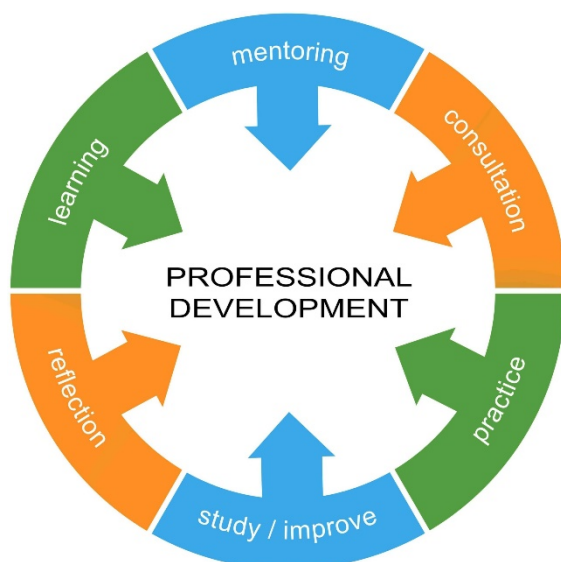 mentoring
consultation
practice
study / improve
reflection
learning
PROFESSIONAL
DEVELOPMENT